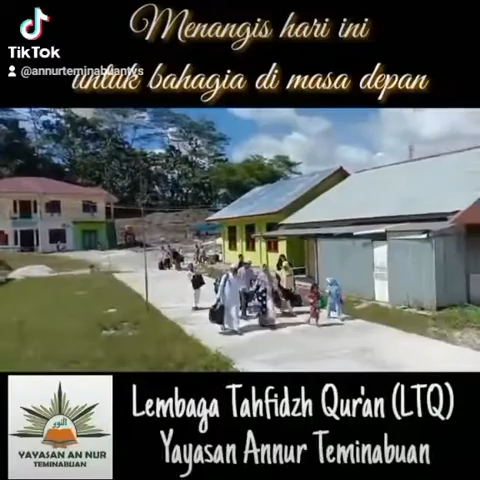 TikTok
@annurteminabuantys
Menangis hari ini
untuk bahagia di masa depan
النور
YAYASAN AN NUR
TEMINABUAN
Lembaga Tahfidzh Qur'an (LTQ)
Yayasan Annur Teminabuan